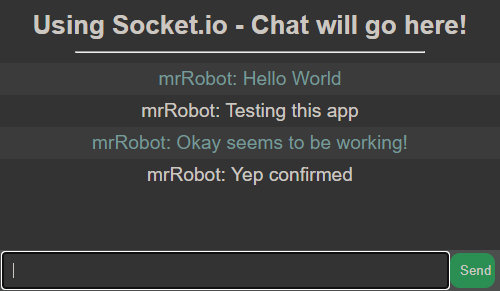 Using Socket.io - Chat will go here!
mrRobot: Hello World
mrRobot: Testing this app
mrRobot: Okay seems to be working!
mrRobot: Yep confirmed
Send